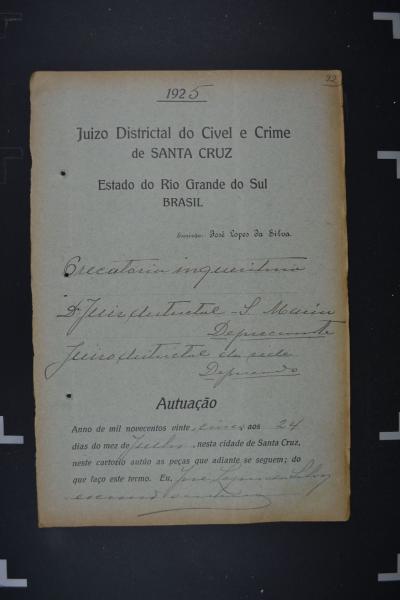 22
1925
Juizo Districtal do Civel e Crime
de SANTA CRUZ
Estado do Rio Grande do Sul
BRASIL
Escrivão: José Lopes da Silva.
Precatoria inquiritoria
Dr Juiz districtal - S. Maria
Deprecante
Juizo districtal da séde
Deprecado
Autuação
Anno de mil novecentos vinte cinco aos 24
dias do mez de Julho nesta cidade de Santa Cruz,
neste cartorio autúo as peças que adiante se seguem; do
que faço este termo. Eu, José Lopes da Silva
escrivão